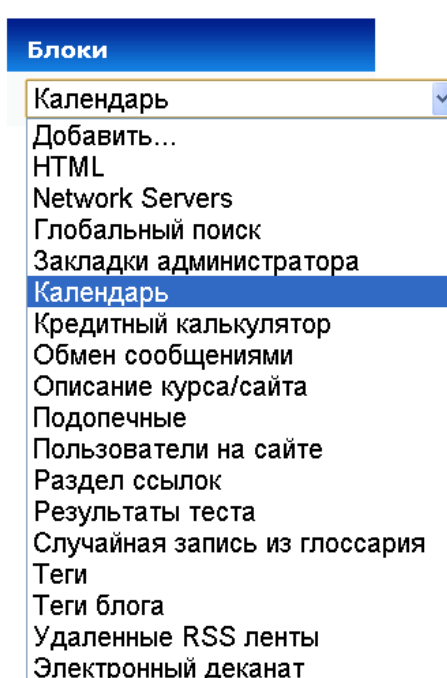 Блоки
Календарь
Добавить...
HTML
Network Servers
Глобальный поиск
Закладки администратора
Календарь
Кредитный калькулятор
Обмен сообщениями
Описание курса/сайта
Подопечные
Пользователи на сайте
Раздел ссылок
Результаты теста
Случайная запись из глоссария
Теги
Теги блога
Удаленные RSS ленты
Электронный деканат